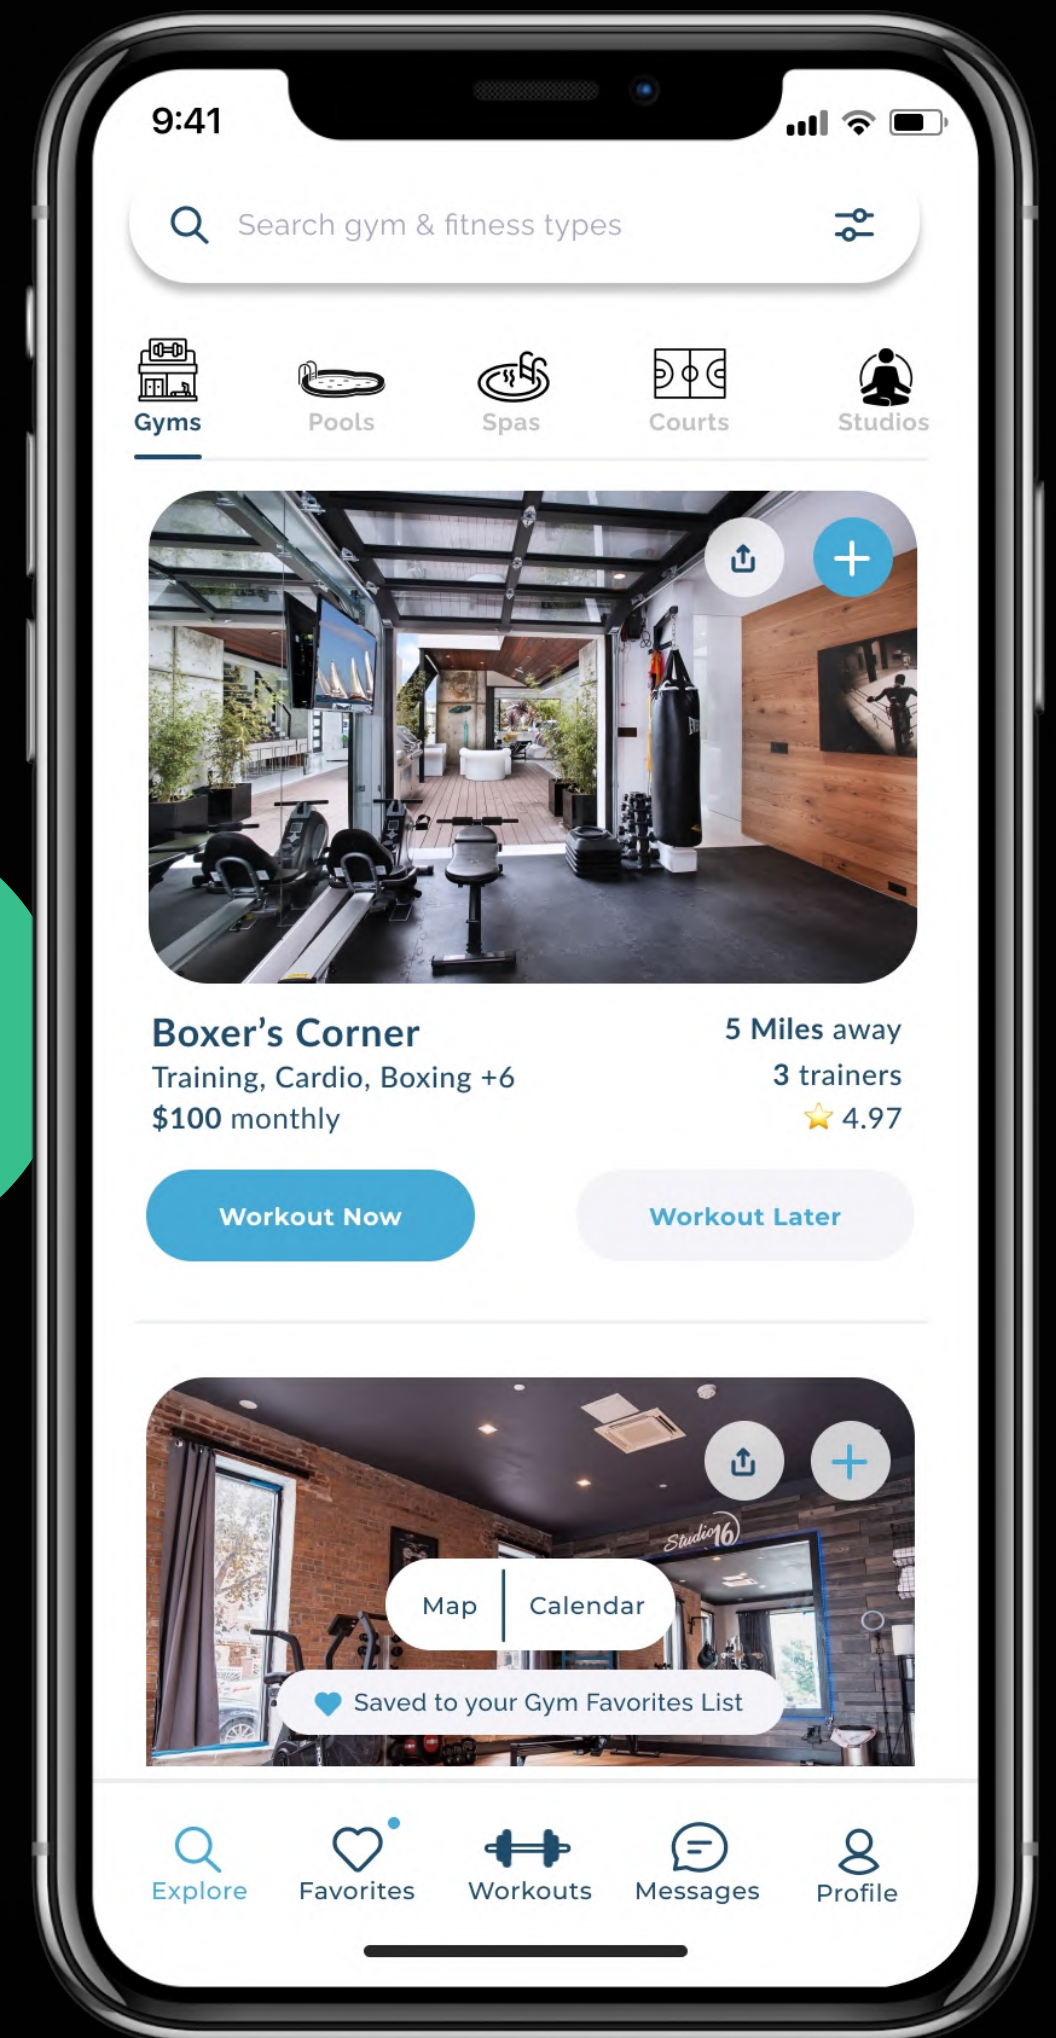 9:41
Search gym & fitness types
Gyms
Pools
Spas
Courts
Studios
Boxer's Corner
5 Miles away
Training, Cardio, Boxing +6
3 trainers
$100 monthly
4.97
Workout Now
Workout Later
Studio16
Map
Calendar
Saved to your Gym Favorites List
Explore
Favorites
Workouts
Messages
Profile